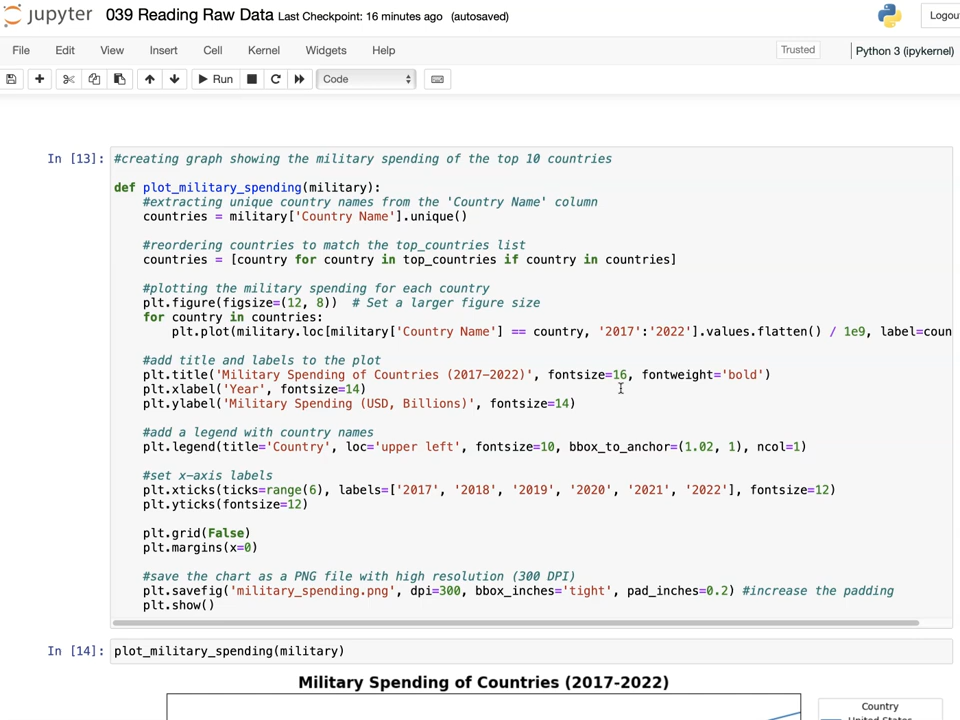 jupyter 039 Reading Raw Data Last Checkpoint: 16 minutes ago (autosaved)
File Edit View Insert Cell Kernel Widgets Help Trusted Python 3 (ipykernel)
Run Code
In [13]: #creating graph showing the military spending of the top 10 countries
def plot_military_spending(military):
#extracting unique country names from the 'Country Name' column
countries = military['Country Name'].unique()
#reordering countries to match the top_countries list
countries = [country for country in top_countries if country in countries]
#plotting the military spending for each country
plt.figure(figsize=(12, 8)) # Set a larger figure size
for country in countries:
plt.plot(military.loc[military['Country Name'] == country, '2017':'2022'].values.flatten() / 1e9, label=coun
#add title and labels to the plot
plt.title('Military Spending of Countries (2017-2022)', fontsize=16, fontweight='bold')
plt.xlabel('Year', fontsize=14)
plt.ylabel('Military Spending (USD, Billions)', fontsize=14)
#add a legend with country names
plt.legend(title='Country', loc='upper left', fontsize=10, bbox_to_anchor=(1.02, 1), ncol=1)
#set x-axis labels
plt.xticks(ticks=range(6), labels=['2017', '2018', '2019', '2020', '2021', '2022'], fontsize=12)
plt.yticks(fontsize=12)
plt.grid(False)
plt.margins(x=0)
#save the chart as a PNG file with high resolution (300 DPI)
plt.savefig('military_spending.png', dpi=300, bbox_inches='tight', pad_inches=0.2) #increase the padding
plt.show()
In [14]: plot_military_spending(military)
Military Spending of Countries (2017-2022)
Country